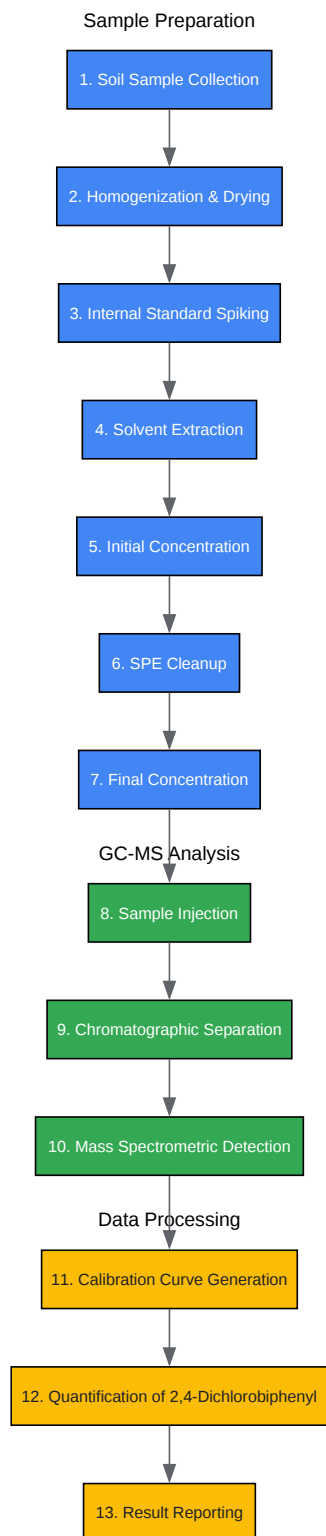 Sample Preparation
1. Soil Sample Collection
2. Homogenization & Drying
3. Internal Standard Spiking
4. Solvent Extraction
5. Initial Concentration
6. SPE Cleanup
7. Final Concentration
GC-MS Analysis
8. Sample Injection
9. Chromatographic Separation
10. Mass Spectrometric Detection
Data Processing
11. Calibration Curve Generation
12. Quantification of 2,4-Dichlorobiphenyl
13. Result Reporting